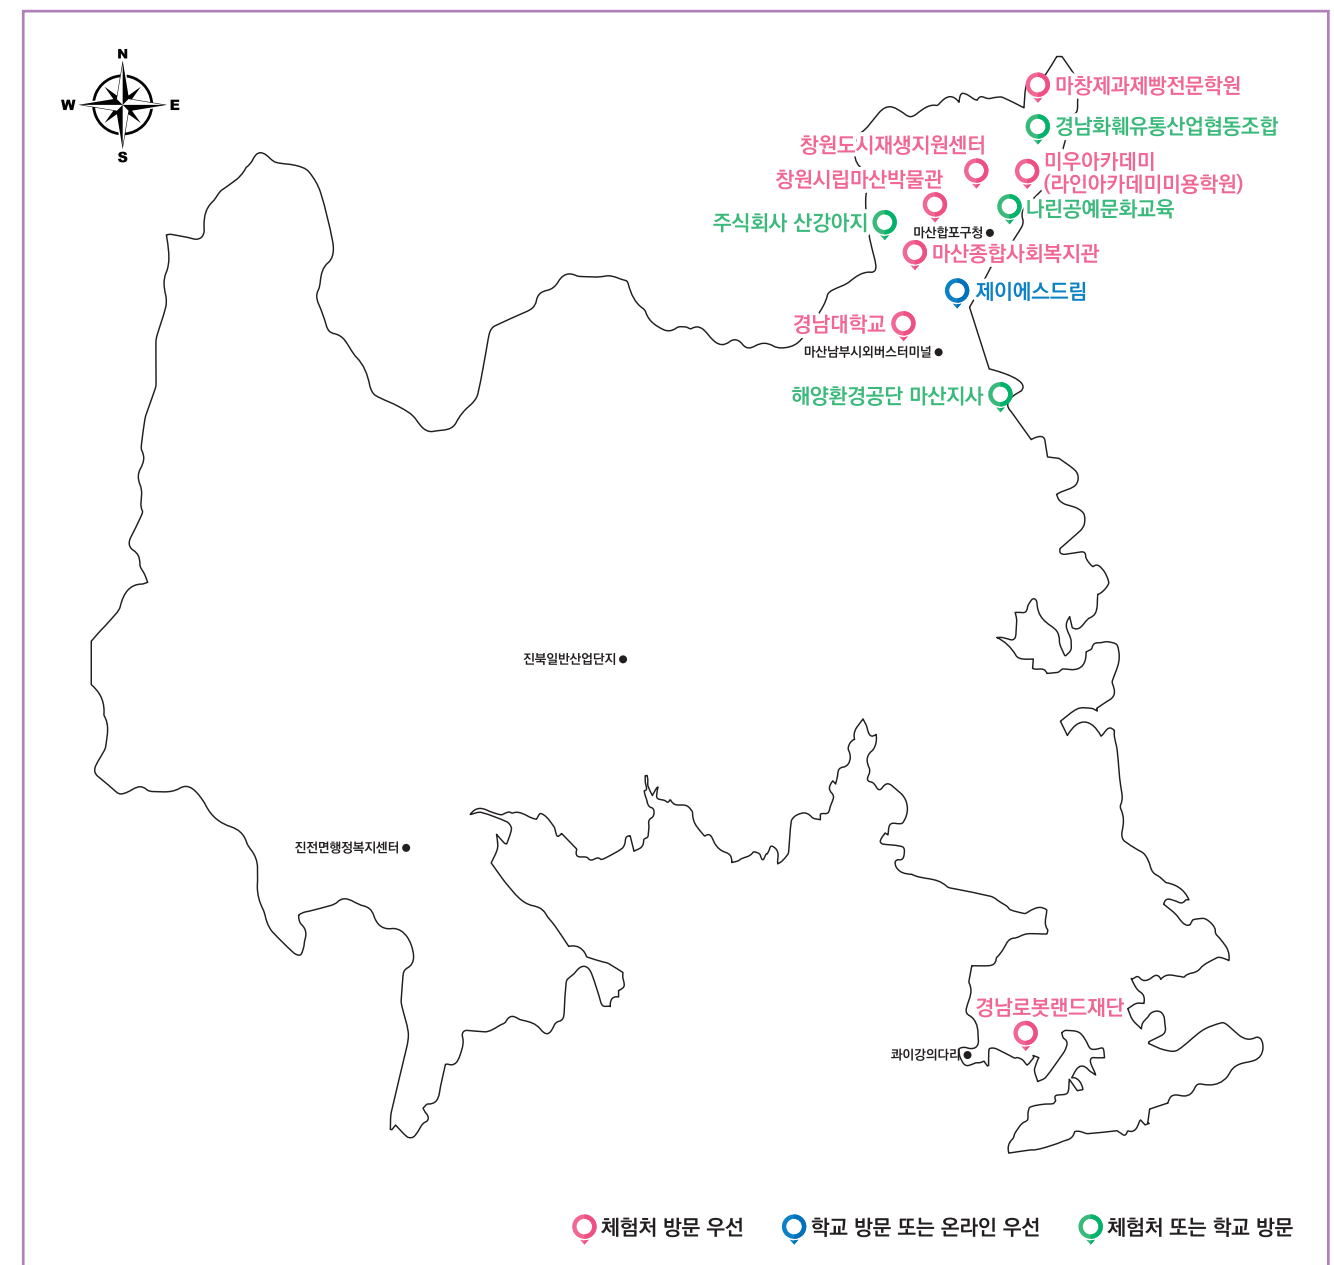 N
W
E
S
마창제과제빵전문학원
경남화훼유통산업협동조합
창원도시재생지원센터
미우아카데미
(라인아카데미미용학원)
창원시립마산박물관
나린공예문화교육
주식회사 산강아지
마산합포구청
마산종합사회복지관
제이에스드림
경남대학교
마산남부시외버스터미널
해양환경공단 마산지사
진북일반산업단지
진전면행정복지센터
경남로봇랜드재단
콰이강의다리
체험처 방문 우선
학교 방문 또는 온라인 우선
체험처 또는 학교 방문